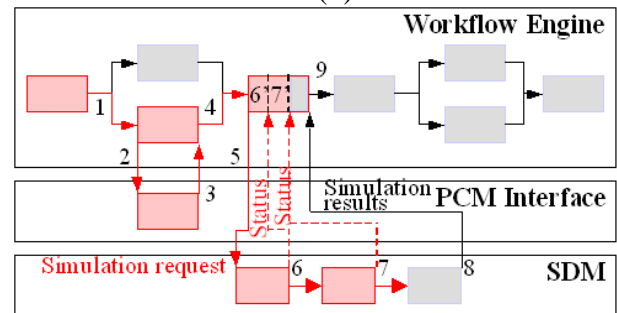 Workflow Engine
9
6 7
1
4
2
5
3
Status
Status
Simulation
results
PCM Interface
Simulation request
6
7
8
SDM